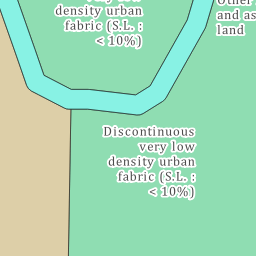 density urban
fabric (S.L. :
< 10%)
Other
and as
land
Discontinuous
very low
density urban
fabric (S.L. :
< 10%)